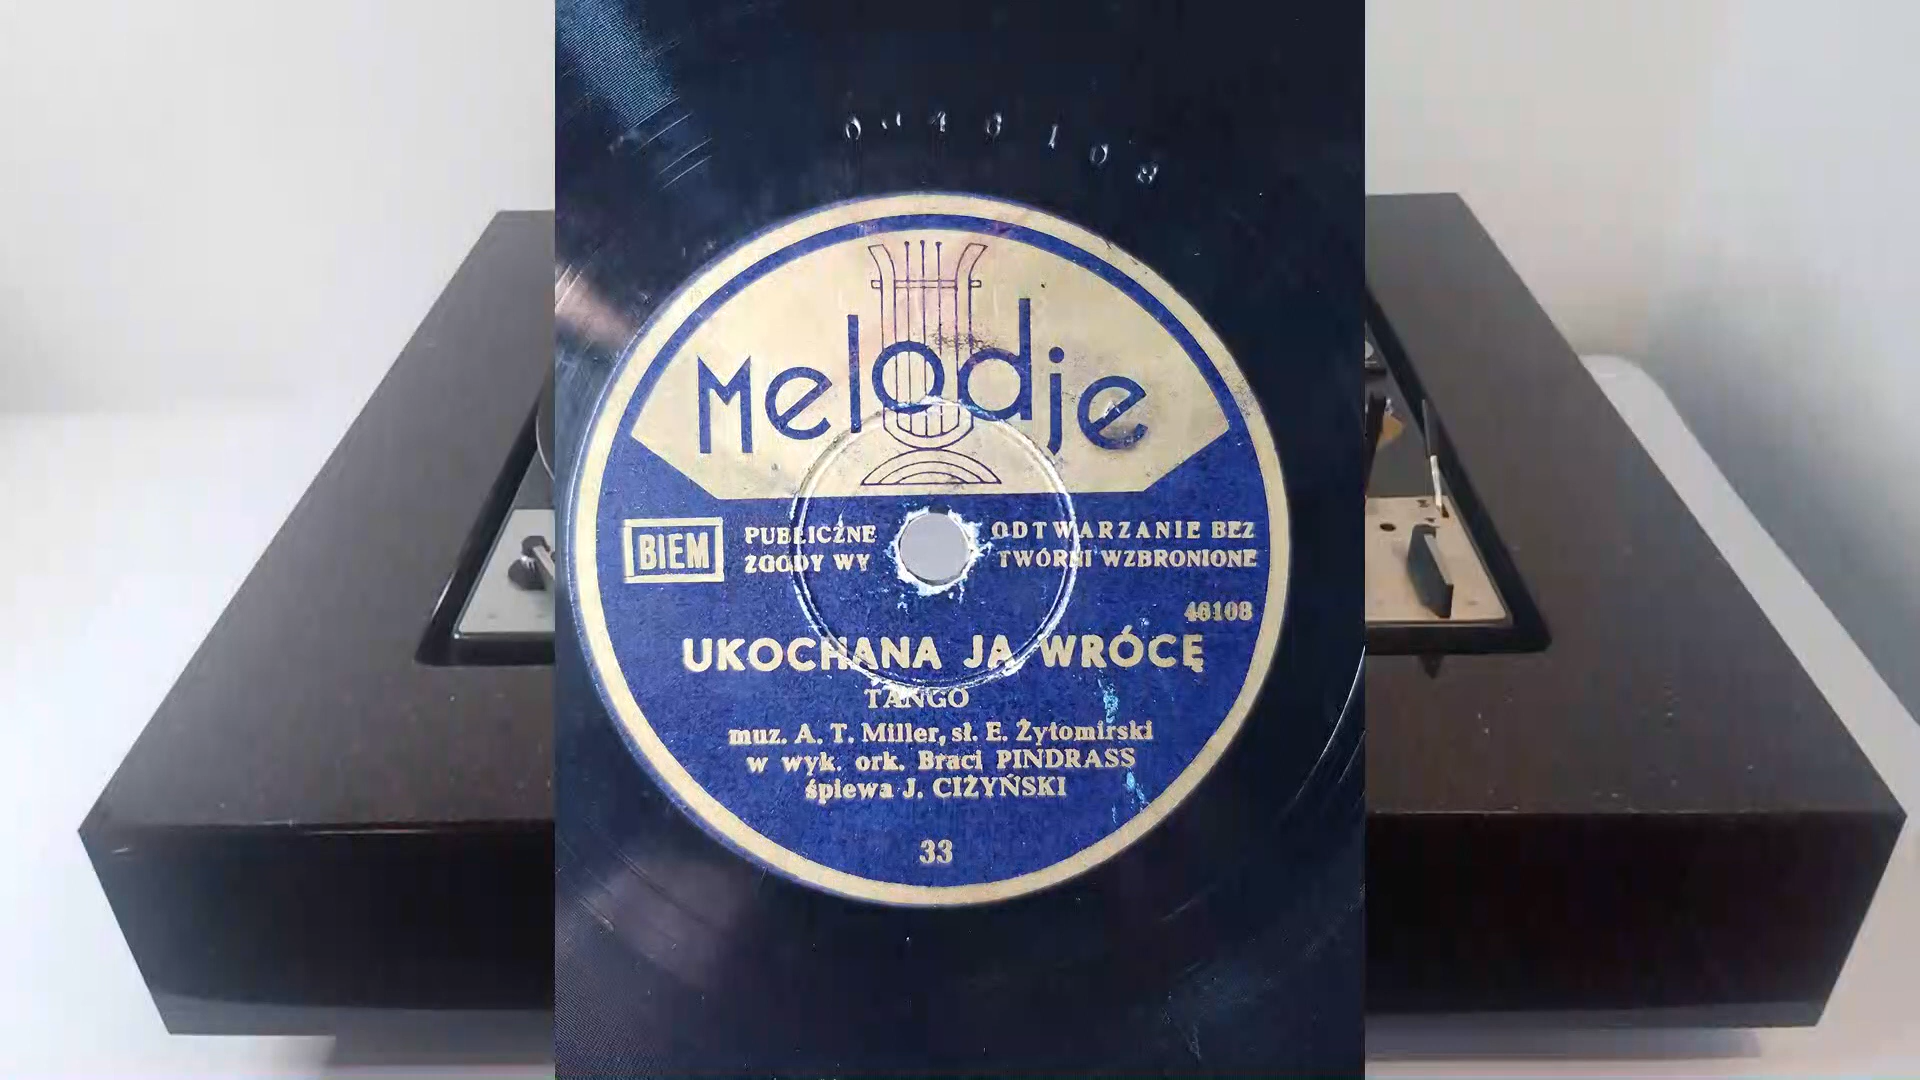 0046108
Melodje
BIEM PUBLICZNE ODTWARZANIE BEZ
ZGODY WYTWÓRNI WZBRONIONE
46108
UKOCHANA JA WRÓCĘ
TANGO
muz. A. T. Miller, sł. E. Żytomirski
w wyk. ork. Braci PINDRASS
śpiewa J. CIŻYŃSKI
33